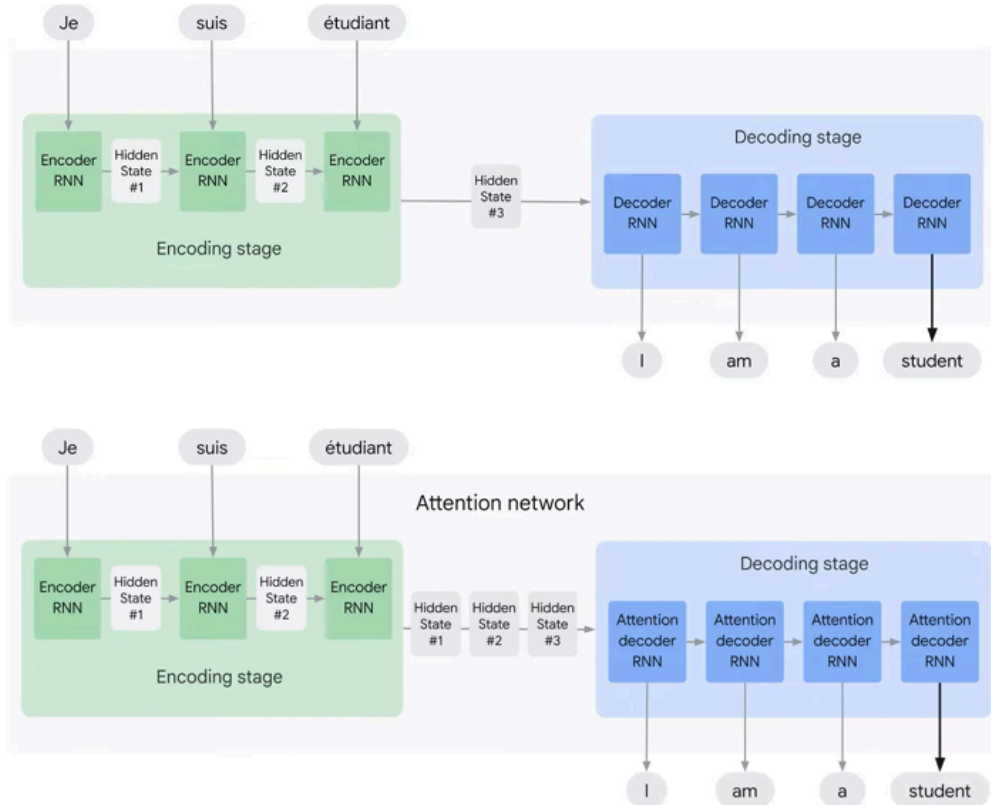 Je suis étudiant
Decoding stage
Encoder
RNN
Hidden
State
#1
Encoder
RNN
Hidden
State
#2
Encoder
RNN
Encoding stage
Hidden
State
#3
Decoder
RNN
Decoder
RNN
Decoder
RNN
Decoder
RNN
I am a student
Je suis étudiant
Attention network
Decoding stage
Encoder
RNN
Hidden
State
#1
Encoder
RNN
Hidden
State
#2
Encoder
RNN
Encoding stage
Hidden
State
#1
Hidden
State
#2
Hidden
State
#3
Attention
decoder
RNN
Attention
decoder
RNN
Attention
decoder
RNN
Attention
decoder
RNN
I am a student